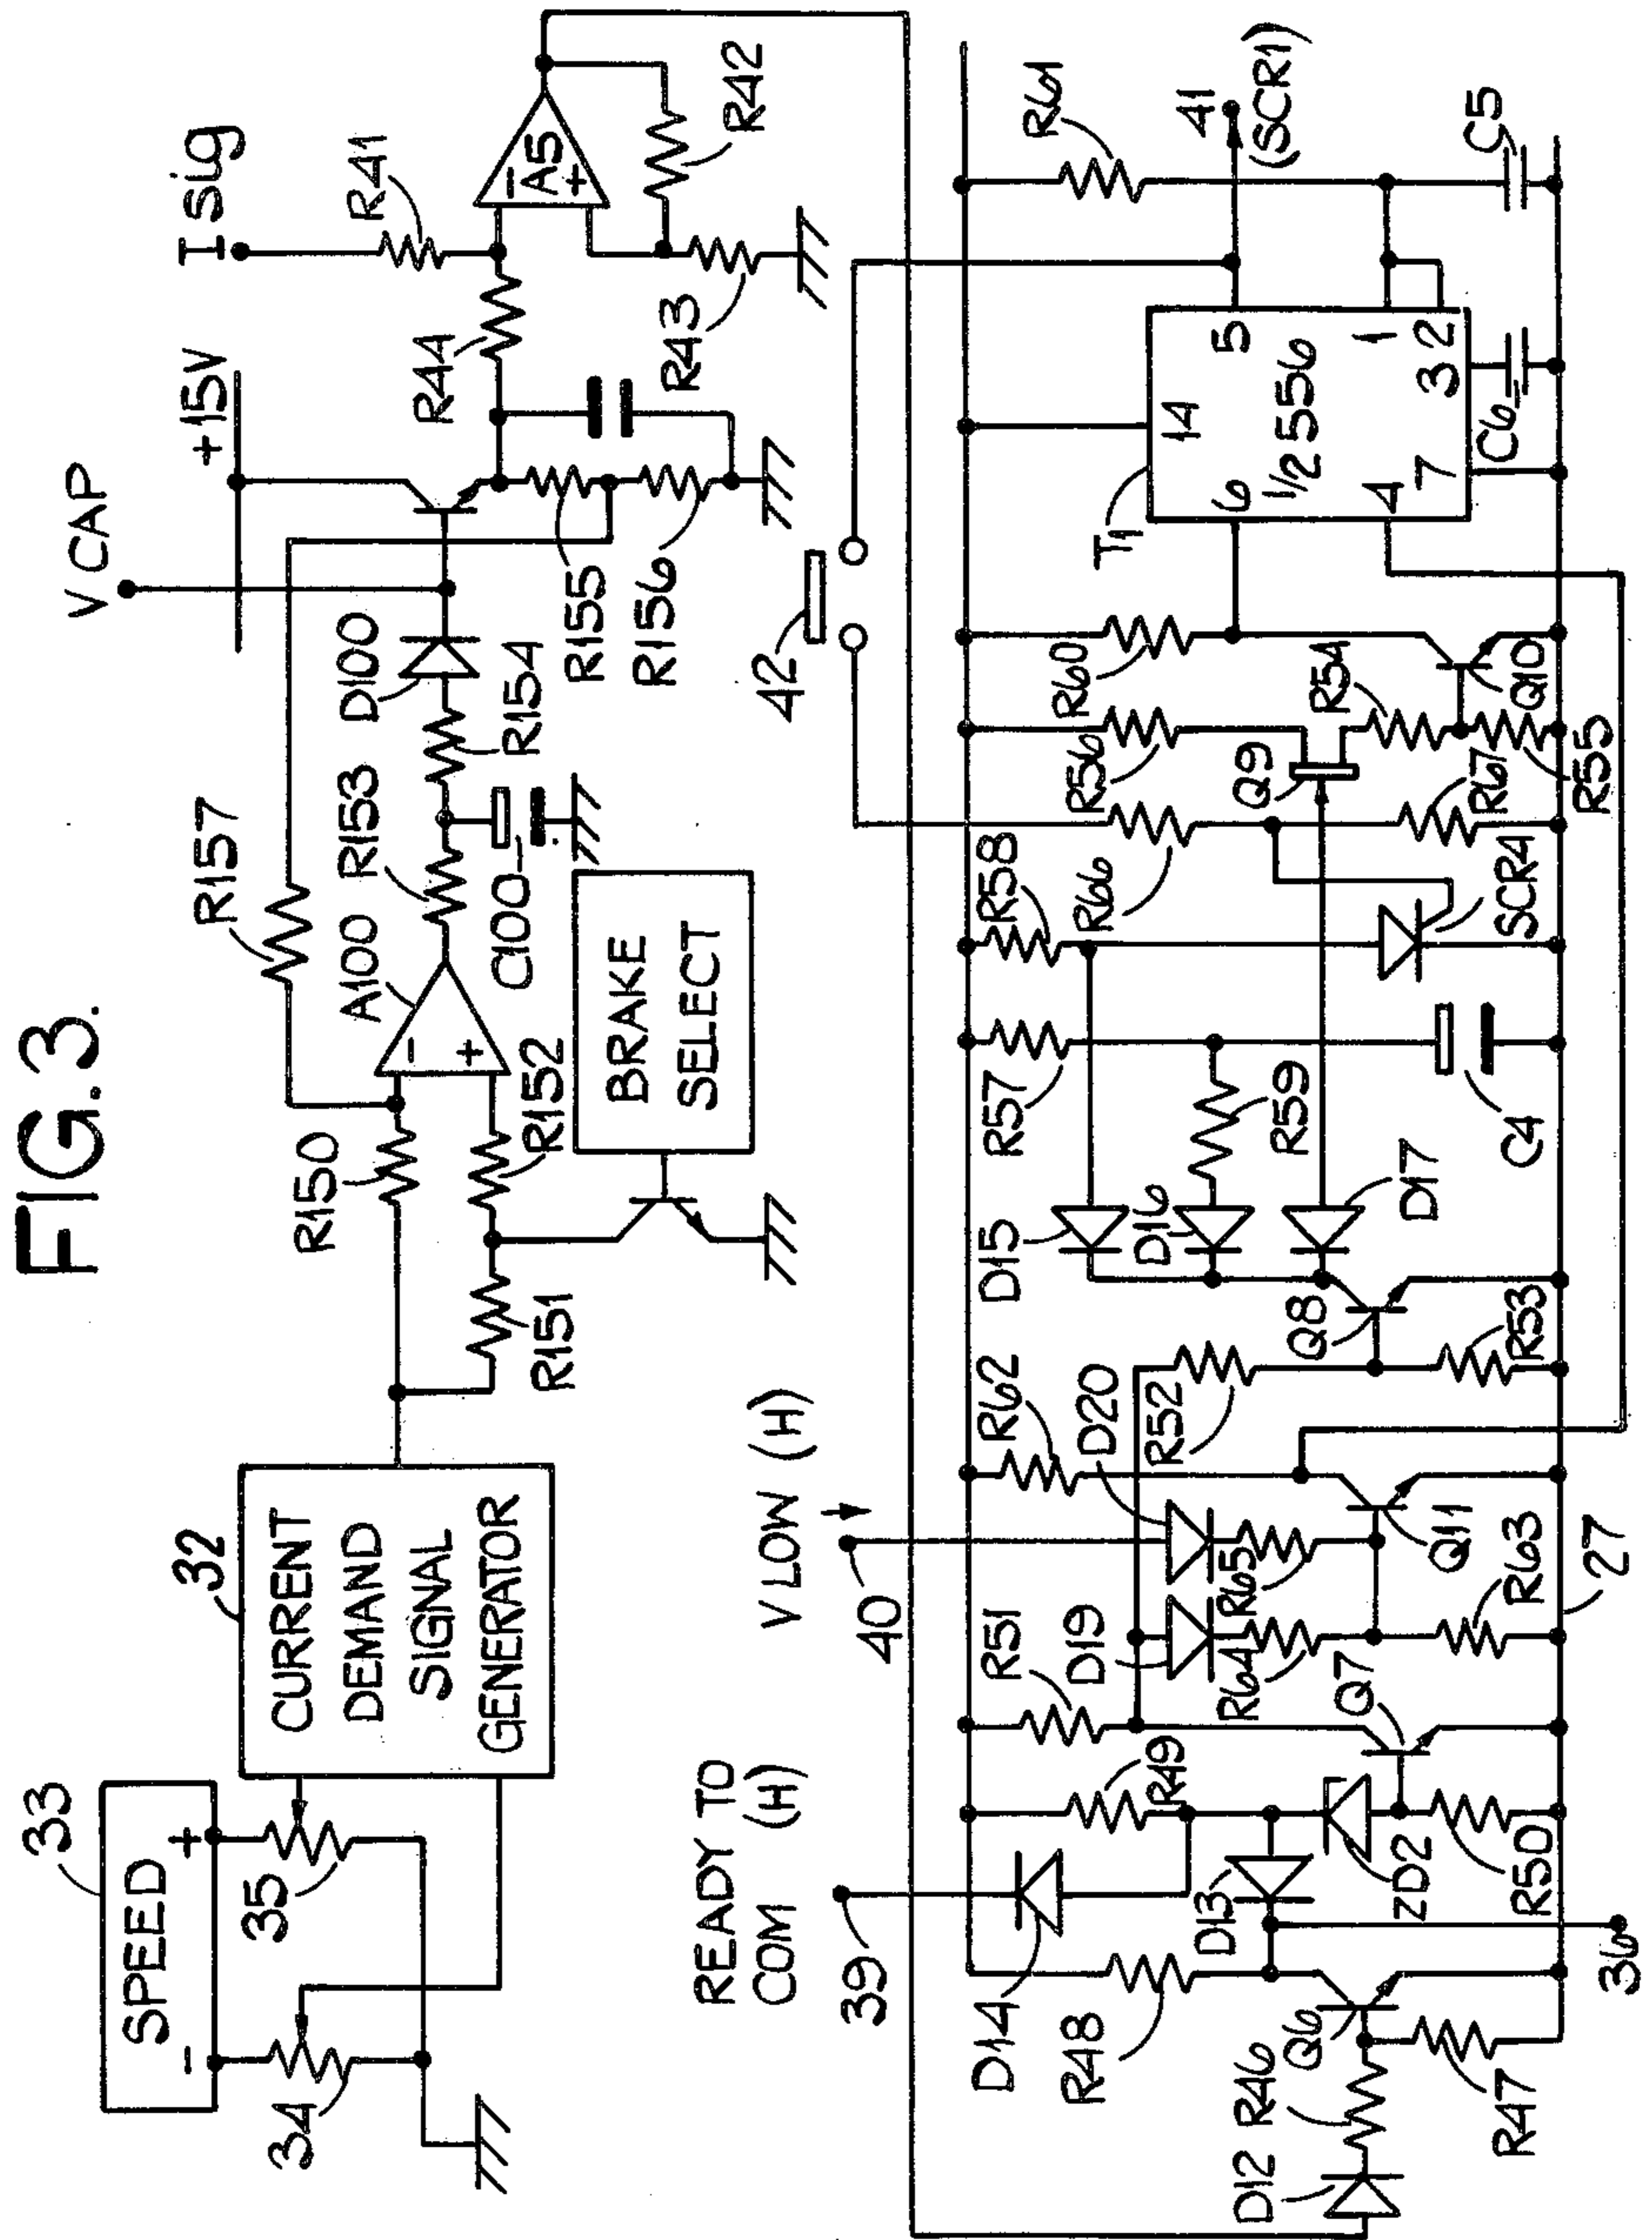 FIG.3.
33
SPEED
-
+
34
35
32
CURRENT
DEMAND
SIGNAL
GENERATOR
R150
R151
R152
R157
A100
-
+
R153
C100
BRAKE
SELECT
D100
R154
V CAP
+15V
R155
R156
R44
R43
I sig
R41
-
A5
+
R42
42
READY TO
COM (H)
39
V LOW (H)
40
D14
R48
D12
R46
Q6
R47
R49
D13
ZD2
R50
36
R51
D19
R64
Q7
R65
D20
R62
Q11
R63
27
R52
D15
D16
D17
Q8
R53
R57
R59
C4
R58
R66
SCR4
R67
R56
Q9
R60
R54
R55
Q10
T1
14
6
5
1/2 556
4
1
7
3
2
C6
R61
41
(SCR1)
C5